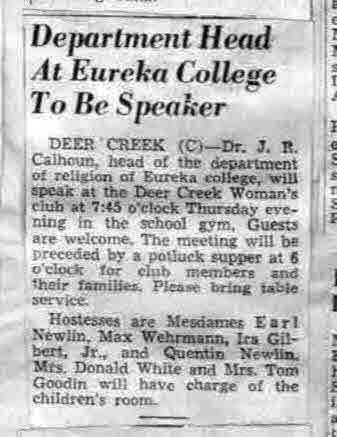 Department Head
At Eureka College
To Be Speaker
DEER CREEK (C)—Dr. J. R.
Calhoun, head of the department
of religion of Eureka college, will
speak at the Deer Creek Woman's
club at 7:45 o'clock Thursday eve-
ning in the school gym. Guests
are welcome. The meeting will be
preceded by a potluck supper at 6
o'clock for club members and
their families. Please bring table
service.
Hostesses are Mesdames Earl
Newlin, Max Wehrmann, Ira Gil-
bert, Jr., and Quentin Newlin.
Mrs. Donald White and Mrs. Tom
Goodin will have charge of the
children's room.